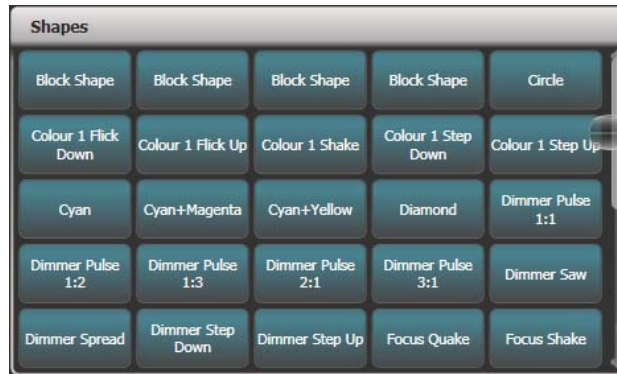 Shapes
Block Shape
Block Shape
Block Shape
Block Shape
Circle
Colour 1 Flick
Down
Colour 1 Flick Up
Colour 1 Shake
Colour 1 Step
Down
Colour 1 Step Up
Cyan
Cyan+Magenta
Cyan+Yellow
Diamond
Dimmer Pulse
1:1
Dimmer Pulse
1:2
Dimmer Pulse
1:3
Dimmer Pulse
2:1
Dimmer Pulse
3:1
Dimmer Saw
Dimmer Spread
Dimmer Step
Down
Dimmer Step Up
Focus Quake
Focus Shake